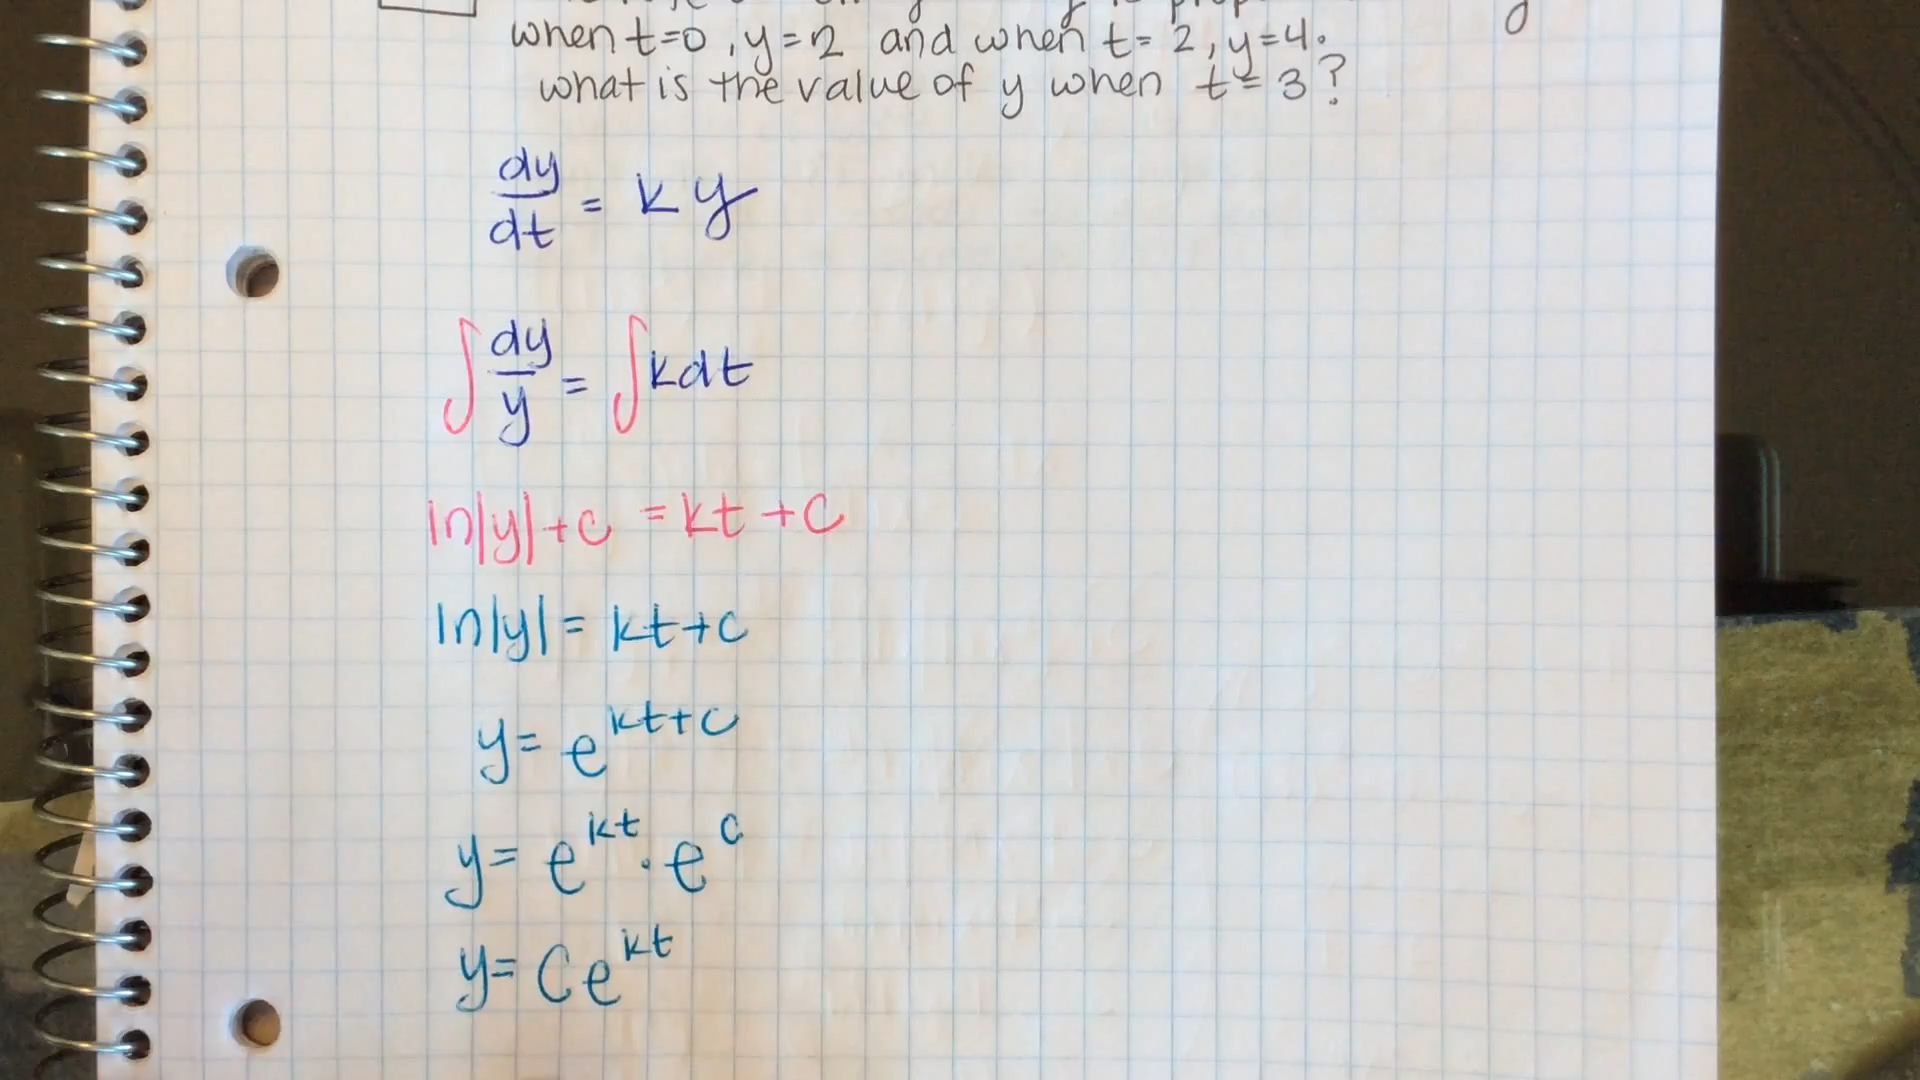 when t=0, y=2 and when t=2, y=4.
what is the value of y when t=3?
dy/dt = ky
∫ dy/y = ∫ kdt
ln|y|+c = kt+c
ln|y| = kt+c
y = e^(kt+c)
y = e^(kt) · e^c
y = Ce^(kt)